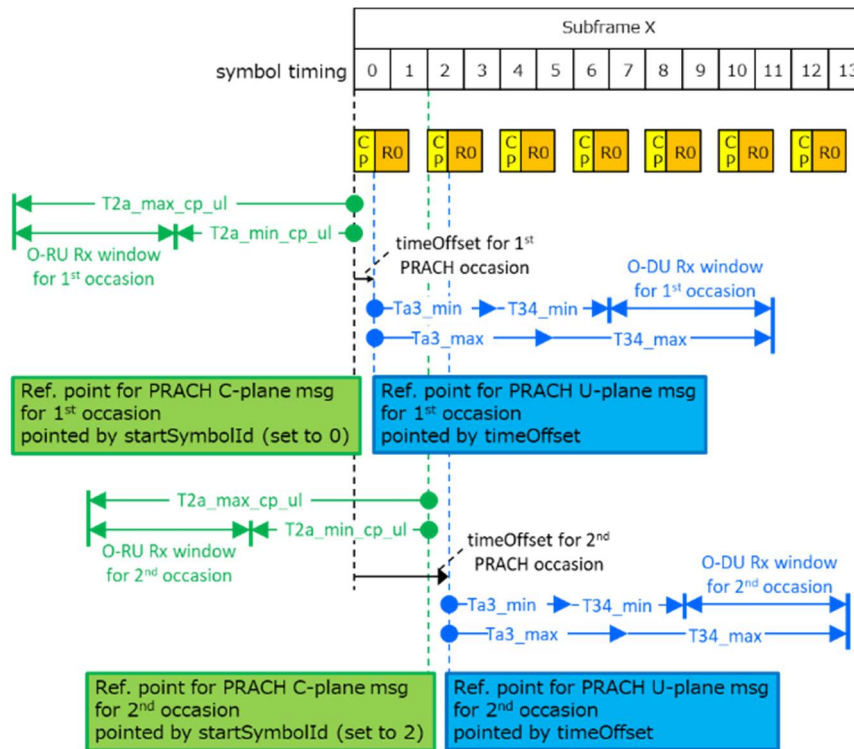 Subframe X
symbol timing 0 1 2 3 4 5 6 7 8 9 10 11 12 13
C P R0 C P R0 C P R0 C P R0 C P R0 C P R0 C P R0
T2a_max_cp_ul
T2a_min_cp_ul
O-RU Rx window
for 1st occasion
timeOffset for 1st
PRACH occasion
O-DU Rx window
for 1st occasion
Ta3_min T34_min
Ta3_max T34_max
Ref. point for PRACH C-plane msg
for 1st occasion
pointed by startSymbolId (set to 0)
Ref. point for PRACH U-plane msg
for 1st occasion
pointed by timeOffset
T2a_max_cp_ul
T2a_min_cp_ul
O-RU Rx window
for 2nd occasion
timeOffset for 2nd
PRACH occasion
O-DU Rx window
for 2nd occasion
Ta3_min T34_min
Ta3_max T34_max
Ref. point for PRACH C-plane msg
for 2nd occasion
pointed by startSymbolId (set to 2)
Ref. point for PRACH U-plane msg
for 2nd occasion
pointed by timeOffset